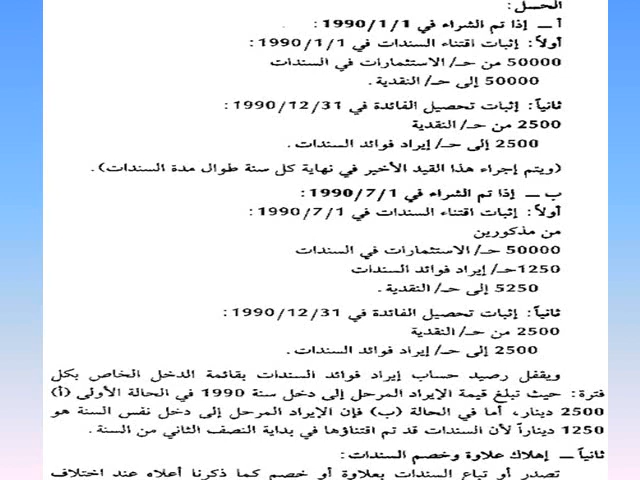 الحسل:
أ — إذا تم الشراء في 1990/1/1:
أولاً: إثبات اقتناء السندات في 1990/1/1:
50000 من حـ/ الاستثمارات في السندات
50000 إلى حـ/ النقدية.
ثانياً: إثبات تحصيل الفائدة في 1990/12/31:
2500 من حـ/ النقدية
2500 إلى حـ/ إيراد فوائد السندات.
(ويتم إجراء هذا القيد الأخير في نهاية كل سنة طوال مدة السندات).
ب — إذا تم الشراء في 1990/7/1:
أولاً: إثبات اقتناء السندات في 1990/7/1:
من مذكورين
50000 حـ/ الاستثمارات في السندات
1250حـ/ إيراد فوائد السندات
5250 إلى حـ/ النقدية.
ثانياً: إثبات تحصيل الفائدة في 1990/12/31:
2500 من حـ/ النقدية
2500 إلى حـ/ إيراد فوائد السندات.
ويقفل رصيد حساب إيراد فوائد السندات بقائمة الدخل الخاص بكل
فترة: حيث تبلغ قيمة الإيراد المرحل إلى دخل سنة 1990 في الحالة الأولى (أ)
2500 دينار، أما في الحالة (ب) فإن الإيراد المرحل إلى دخل نفس السنة هو
1250 ديناراً لأن السندات قد تم اقتناؤها في بداية النصف الثاني من السنة.
ثانياً — إهلاك علاوة وخصم السندات:
تصدر أو تباع السندات بعلاوة أو خصم كما ذكرنا أعلاه عند اختلاف